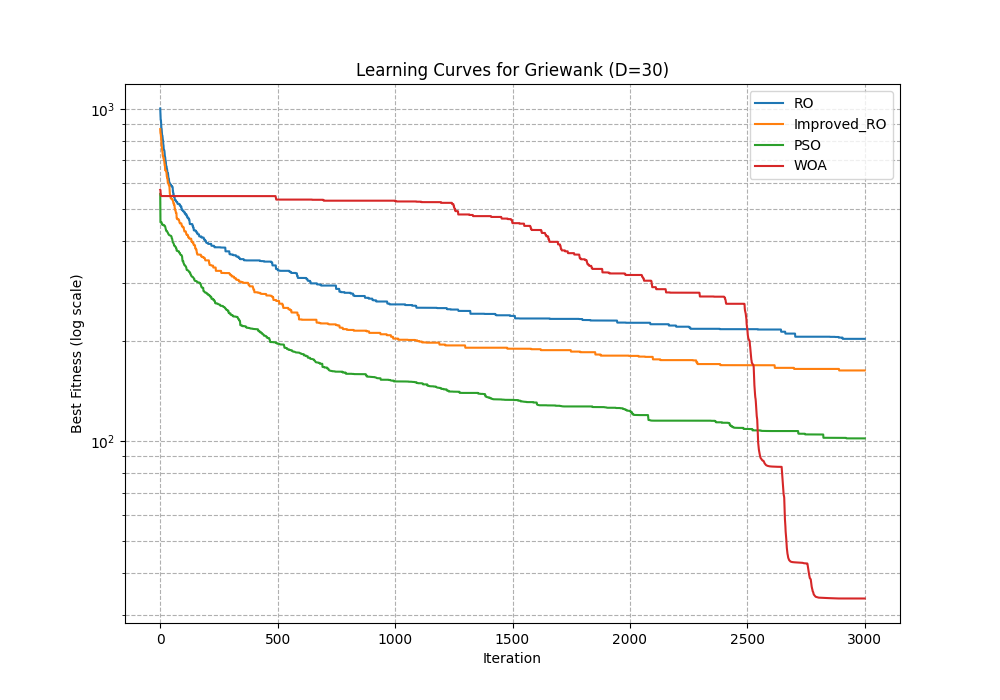 Learning Curves for Griewank (D=30)
RO
Improved_RO
PSO
WOA
Best Fitness (log scale)
10³
10²
0 500 1000 1500 2000 2500 3000
Iteration